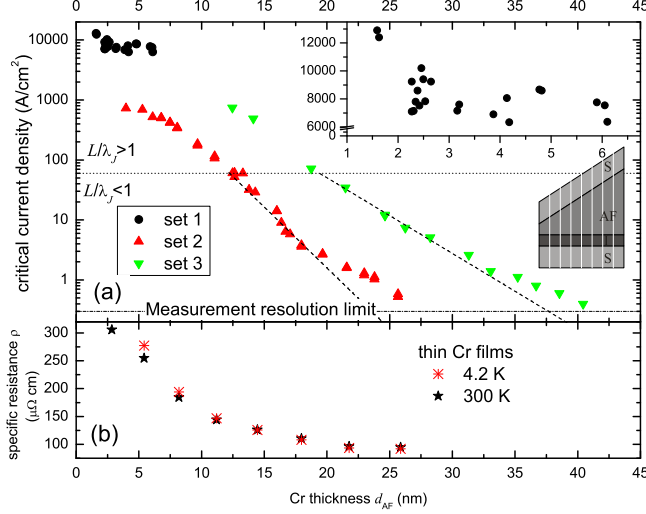 0 5 10 15 20 25 30 35 40 45
critical current density (A/cm²)
10000
1000
100
10
1
L/λJ>1
L/λJ<1
set 1
set 2
set 3
(a)
Measurement resolution limit
12000
10000
8000
6000
0
1 2 3 4 5 6
S
AF
I
S
specific resistance ρ
(μΩ cm)
300
250
200
150
100
(b)
thin Cr films
4.2 K
300 K
0 5 10 15 20 25 30 35 40 45
Cr thickness dAF (nm)